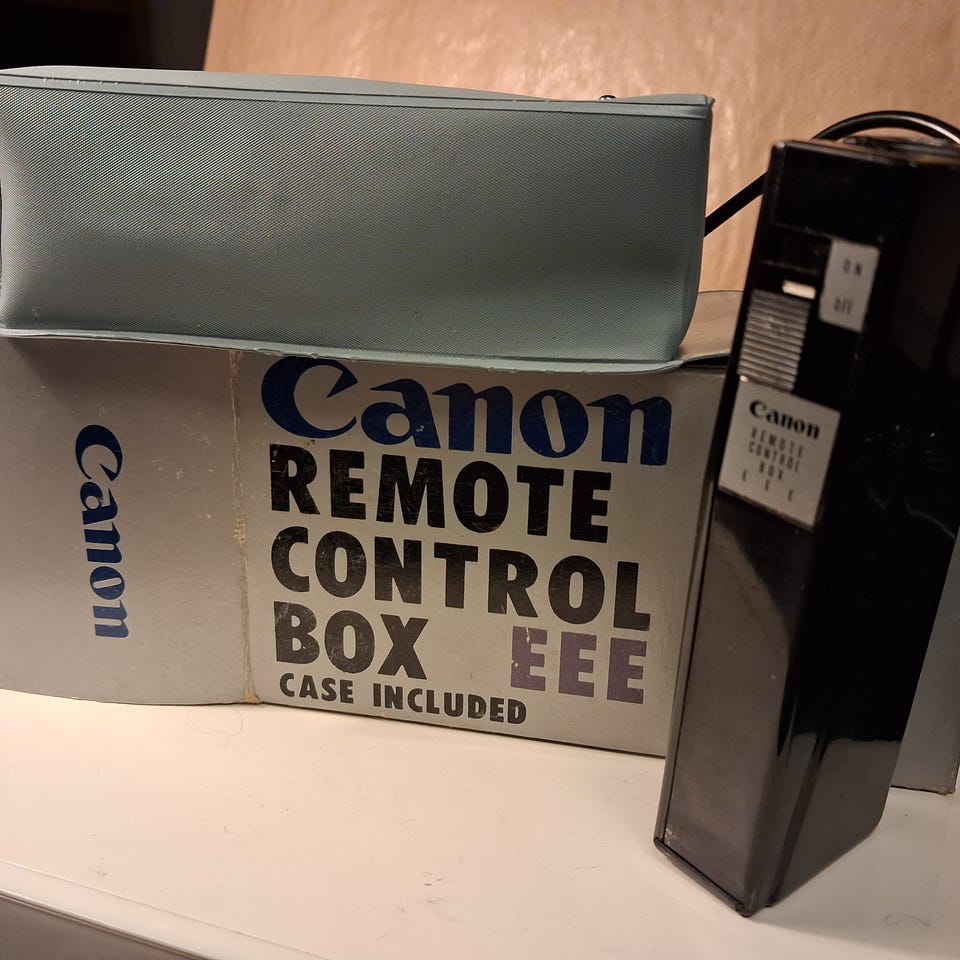 Canon
Canon
REMOTE
CONTROL
BOX EEE
CASE INCLUDED
ON
Off
Canon
REMOTE
CONTROL
BOX
E E E